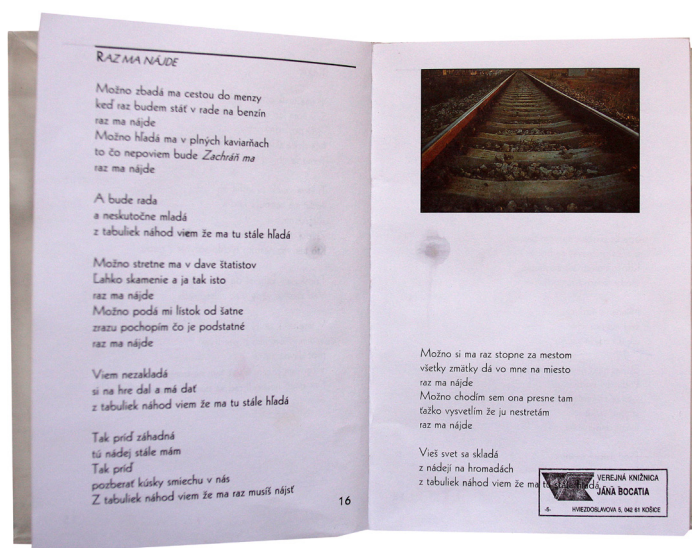 RAZ MA NÁJDE
Možno zbadá ma cestou do menzy
keď raz budem stáť v rade na benzín
raz ma nájde
Možno hľadá ma v plných kaviarňach
to čo nepoviem bude Zachráň ma
raz ma nájde
A bude rada
a neskutočne mladá
z tabuliek náhod viem že ma tu stále hľadá
Možno stretne ma v dave štatistov
Ľahko skamenie a ja tak isto
raz ma nájde
Možno podá mi lístok od šatne
zrazu pochopím čo je podstatné
raz ma nájde
Viem nezakladá
si na hre dal a má dať
z tabuliek náhod viem že ma tu stále hľadá
Tak príď záhadná
tú nádej stále mám
Tak príď
pozberať kúsky smiechu v nás
Z tabuliek náhod viem že ma raz musíš nájsť
16
Možno si ma raz stopne za mestom
všetky zmätky dá vo mne na miesto
raz ma nájde
Možno chodím sem ona presne tam
ťažko vysvetlím že ju nestretám
raz ma nájde
Vieš svet sa skladá
z nádejí na hromadách
z tabuliek náhod viem že ma tu stále hľadá
VEREJNÁ KNIŽNICA
JÁNA BOCATIA
-5-
HVIEZDOSLAVOVA 5, 042 61 KOŠICE